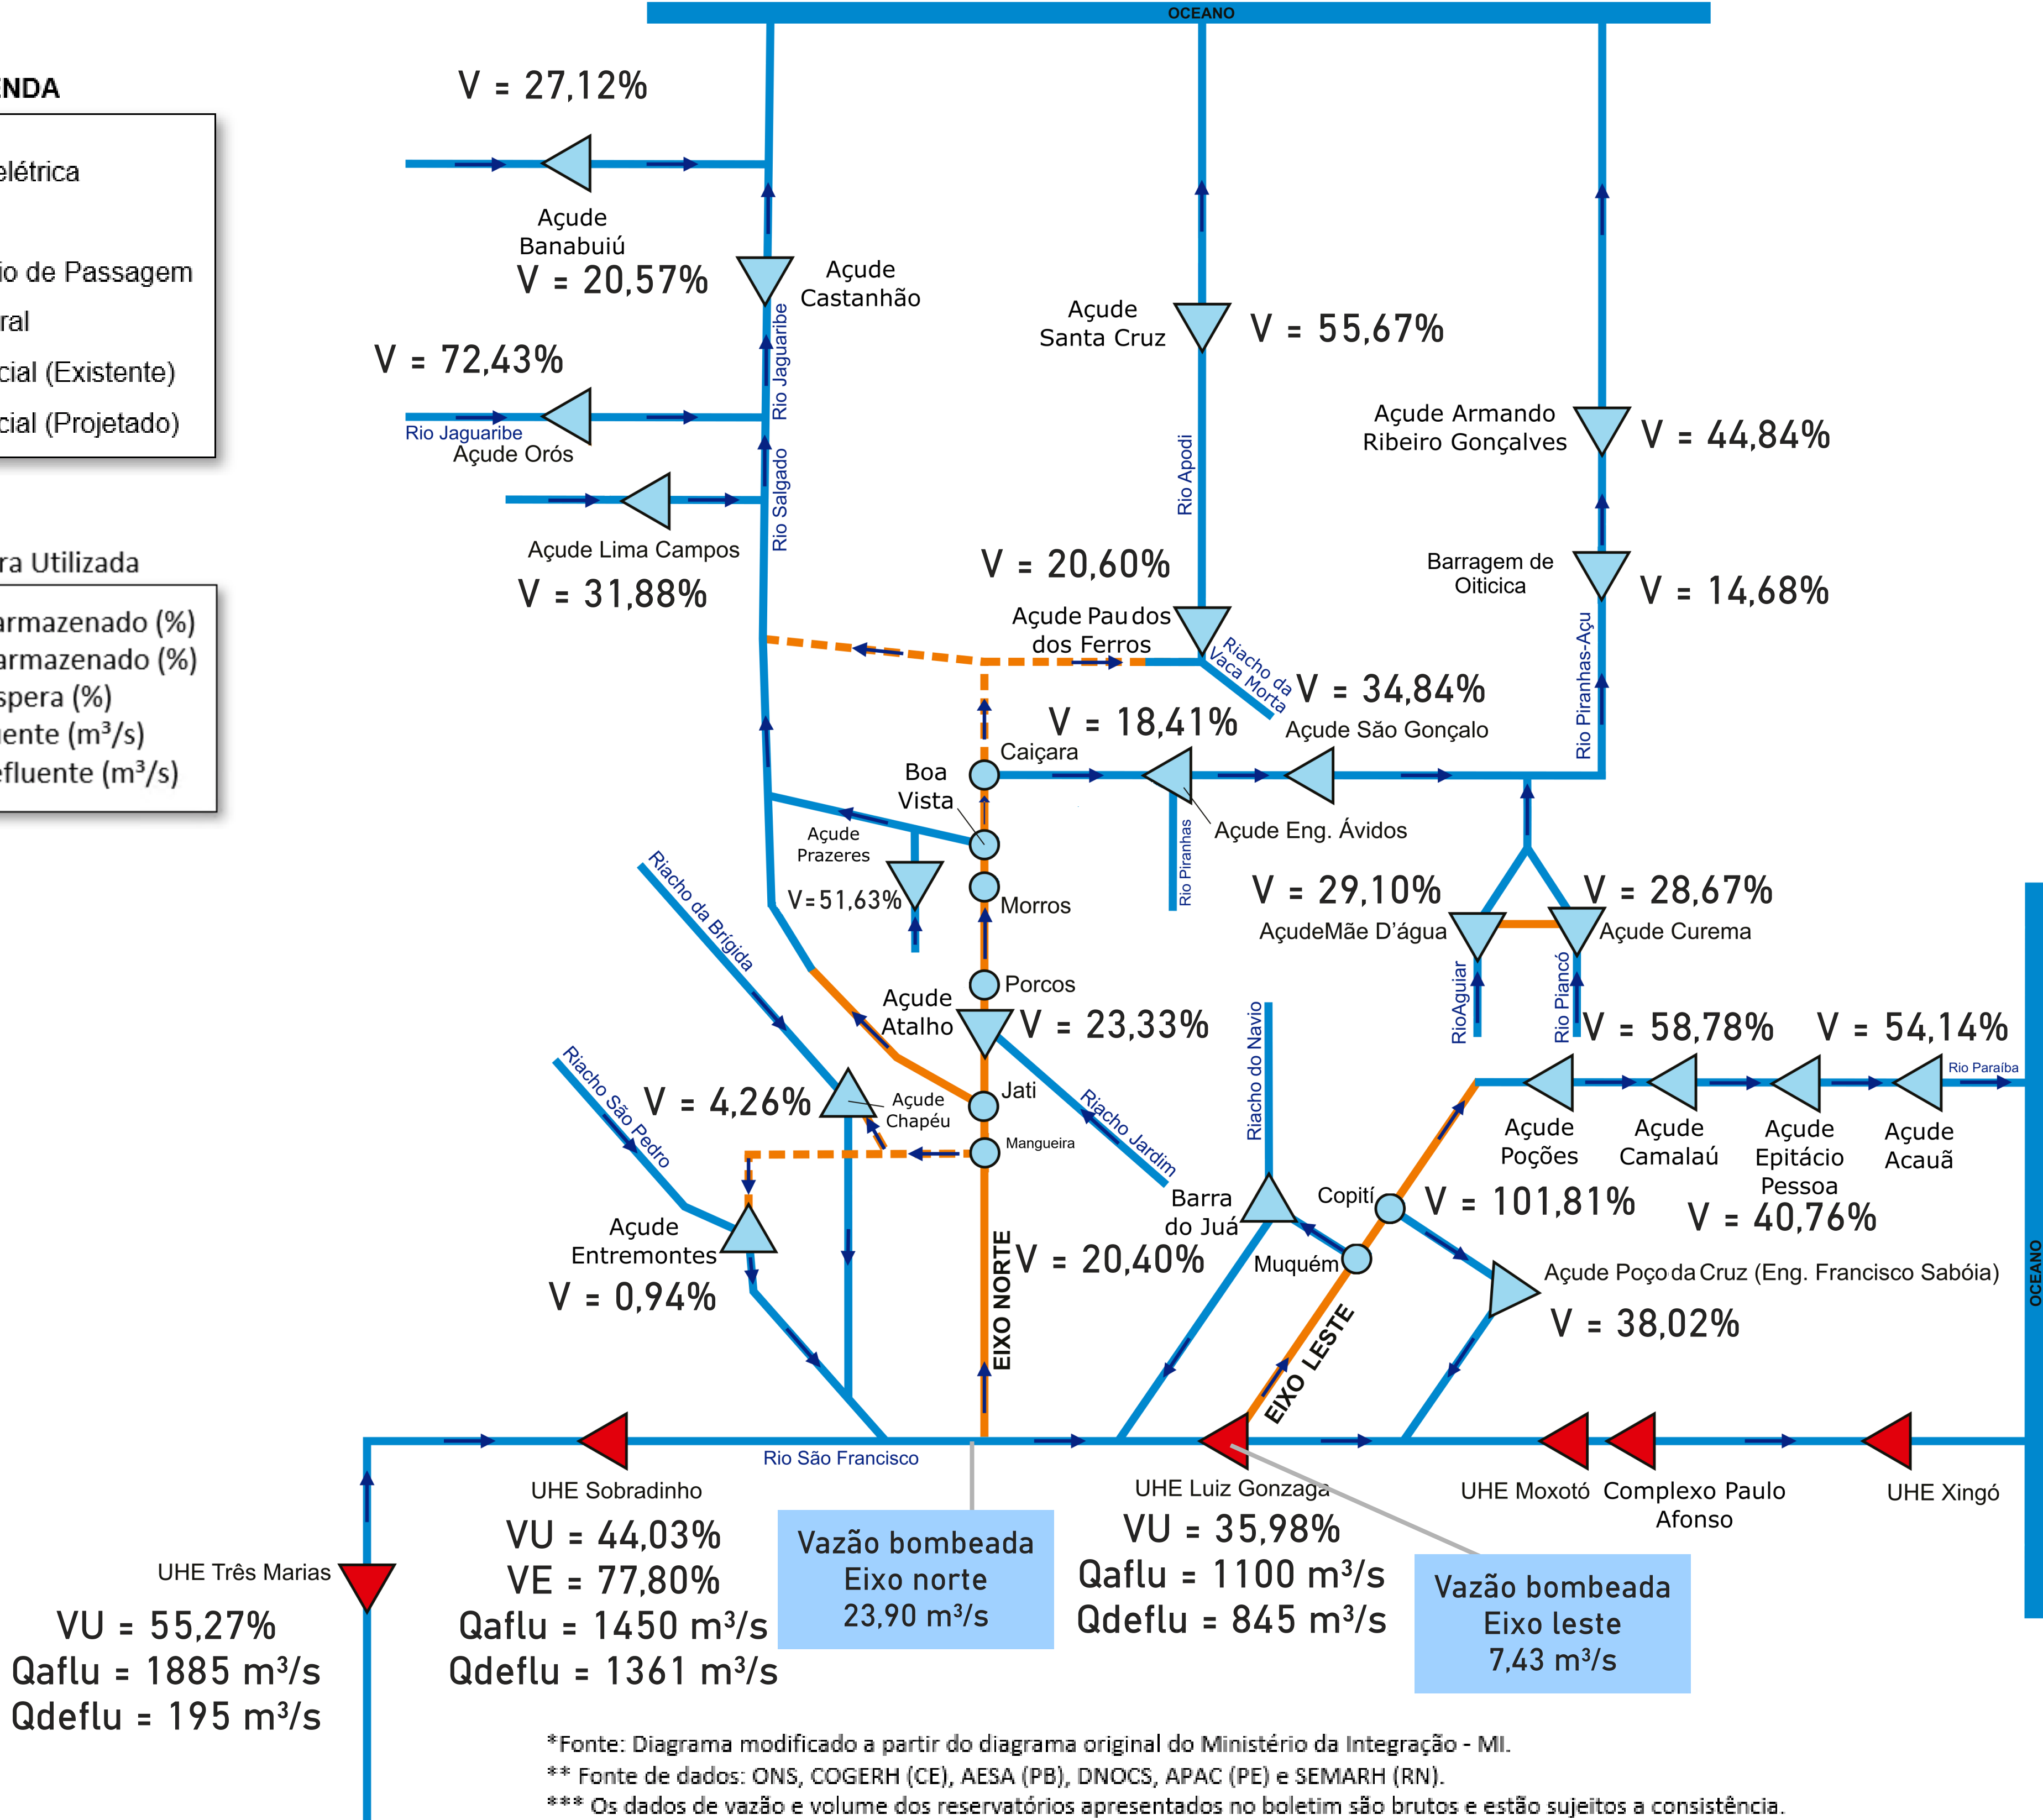 OCEANO
ENDA
elétrica
io de Passagem
ral
cial (Existente)
cial (Projetado)
ra Utilizada
armazenado (%)
armazenado (%)
spera (%)
uente (m³/s)
efluente (m³/s)
V = 27,12%
Açude
Banabuiú
V = 20,57%
Açude
Castanhão
Rio Jaguaribe
V = 72,43%
Rio Jaguaribe
Açude Orós
Rio Salgado
Açude Lima Campos
V = 31,88%
Açude
Santa Cruz
V = 55,67%
Rio Apodi
Açude Armando
Ribeiro Gonçalves
V = 44,84%
V = 20,60%
Açude Pau dos
dos Ferros
Riacho da
Vaca Morta
Barragem de
Oiticica
V = 14,68%
Rio Piranhas-Açu
V = 34,84%
Açude São Gonçalo
V = 18,41%
Caiçara
Boa
Vista
Açude Eng. Ávidos
Rio Piranhas
Açude
Prazeres
V= 51,63%
Morros
Riacho da Brígida
V = 29,10%
AçudeMãe D'água
V = 28,67%
Açude Curema
RioAguiar
Rio Piancó
Porcos
Açude
Atalho
V = 23,33%
Riacho São Pedro
V = 4,26%
Açude
Chapéu
Jati
Mangueira
Riacho Jardim
Riacho do Navio
V = 58,78%
V = 54,14%
Rio Paraíba
Açude
Poções
Açude
Camalaú
Açude
Epitácio
Pessoa
Açude
Acauã
V = 101,81%
V = 40,76%
Barra
do Juá
Copití
Muquém
V = 20,40%
Açude
Entremontes
V = 0,94%
EIXO NORTE
EIXO LESTE
Açude Poço da Cruz (Eng. Francisco Sabóia)
V = 38,02%
OCEANO
Rio São Francisco
UHE Sobradinho
VU = 44,03%
VE = 77,80%
Qaflu = 1450 m³/s
Qdeflu = 1361 m³/s
Vazão bombeada
Eixo norte
23,90 m³/s
UHE Luiz Gonzaga
VU = 35,98%
Qaflu = 1100 m³/s
Qdeflu = 845 m³/s
Vazão bombeada
Eixo leste
7,43 m³/s
UHE Moxotó
Complexo Paulo
Afonso
UHE Xingó
UHE Três Marias
VU = 55,27%
Qaflu = 1885 m³/s
Qdeflu = 195 m³/s
*Fonte: Diagrama modificado a partir do diagrama original do Ministério da Integração - MI.
** Fonte de dados: ONS, COGERH (CE), AESA (PB), DNOCS, APAC (PE) e SEMARH (RN).
*** Os dados de vazão e volume dos reservatórios apresentados no boletim são brutos e estão sujeitos a consistência.